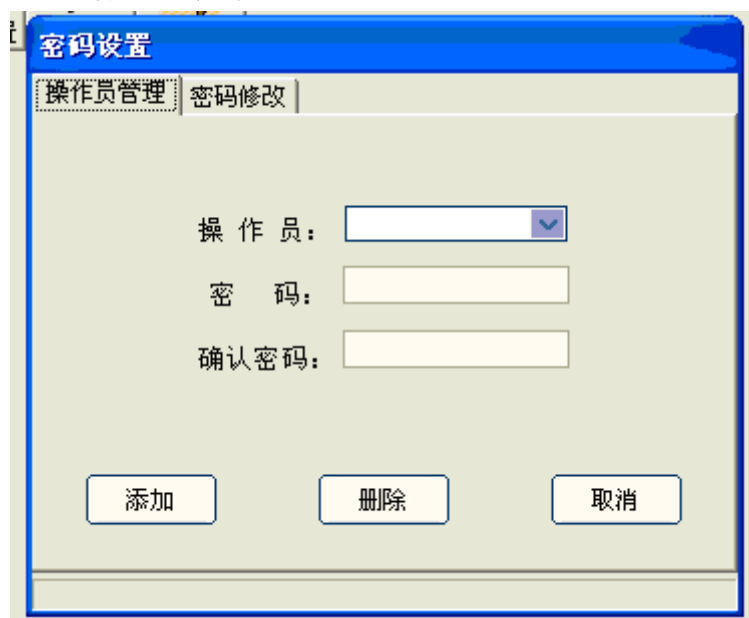 密码设置
操作员管理 密码修改
操 作 员：
密 码：
确认密码：
添加 删除 取消